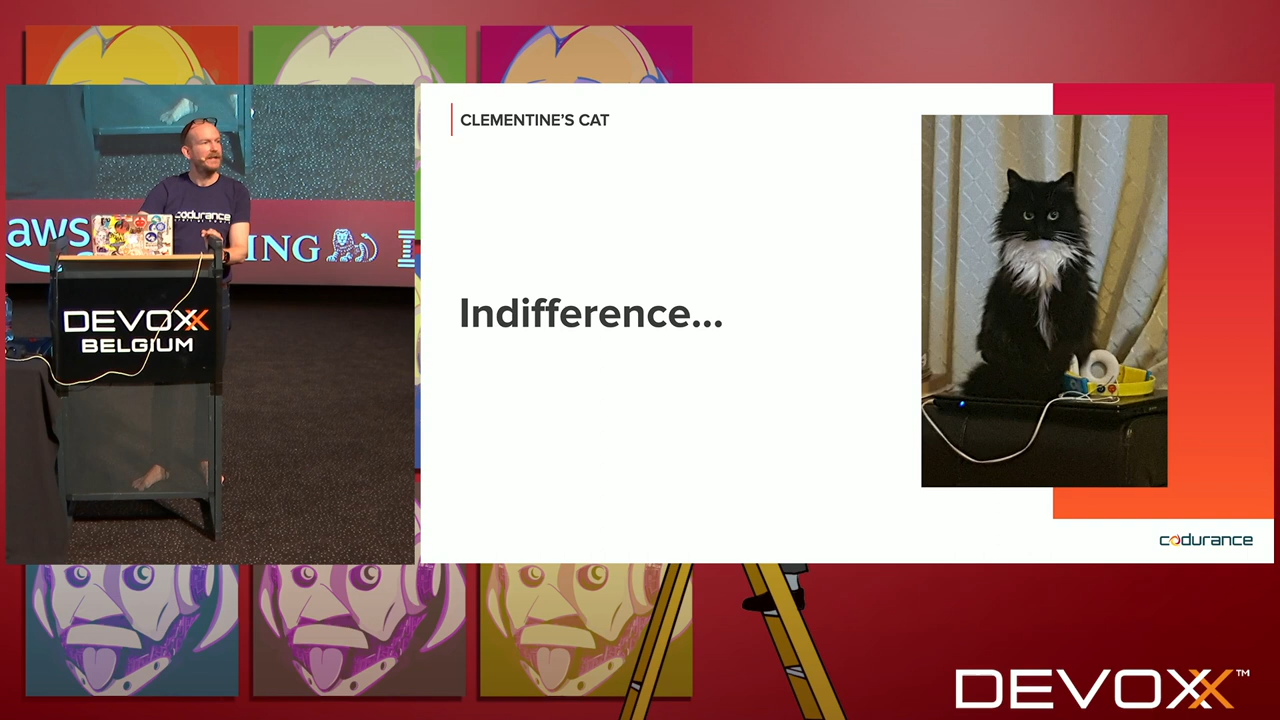 CLEMENTINE'S CAT
Indifference...
codurance
codurance
aws
ING
DEVOXX
BELGIUM
DEVOXX™